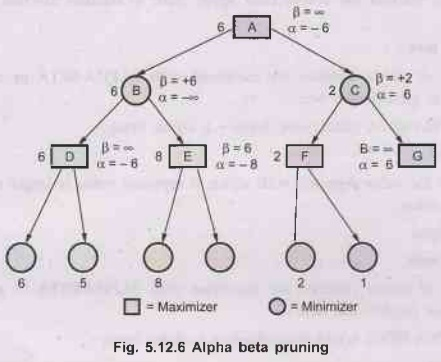 β = ∞
6 A α = – 6
β = +6
6 B α = –∞
β = +2
2 C α = 6
β = ∞
6 D α = – 6
β = 6
8 E α = – 8
2 F
B = ∞
α = 6 G
6 5 8 2 1
= Maximizer = Minimizer
Fig. 5.12.6 Alpha beta pruning